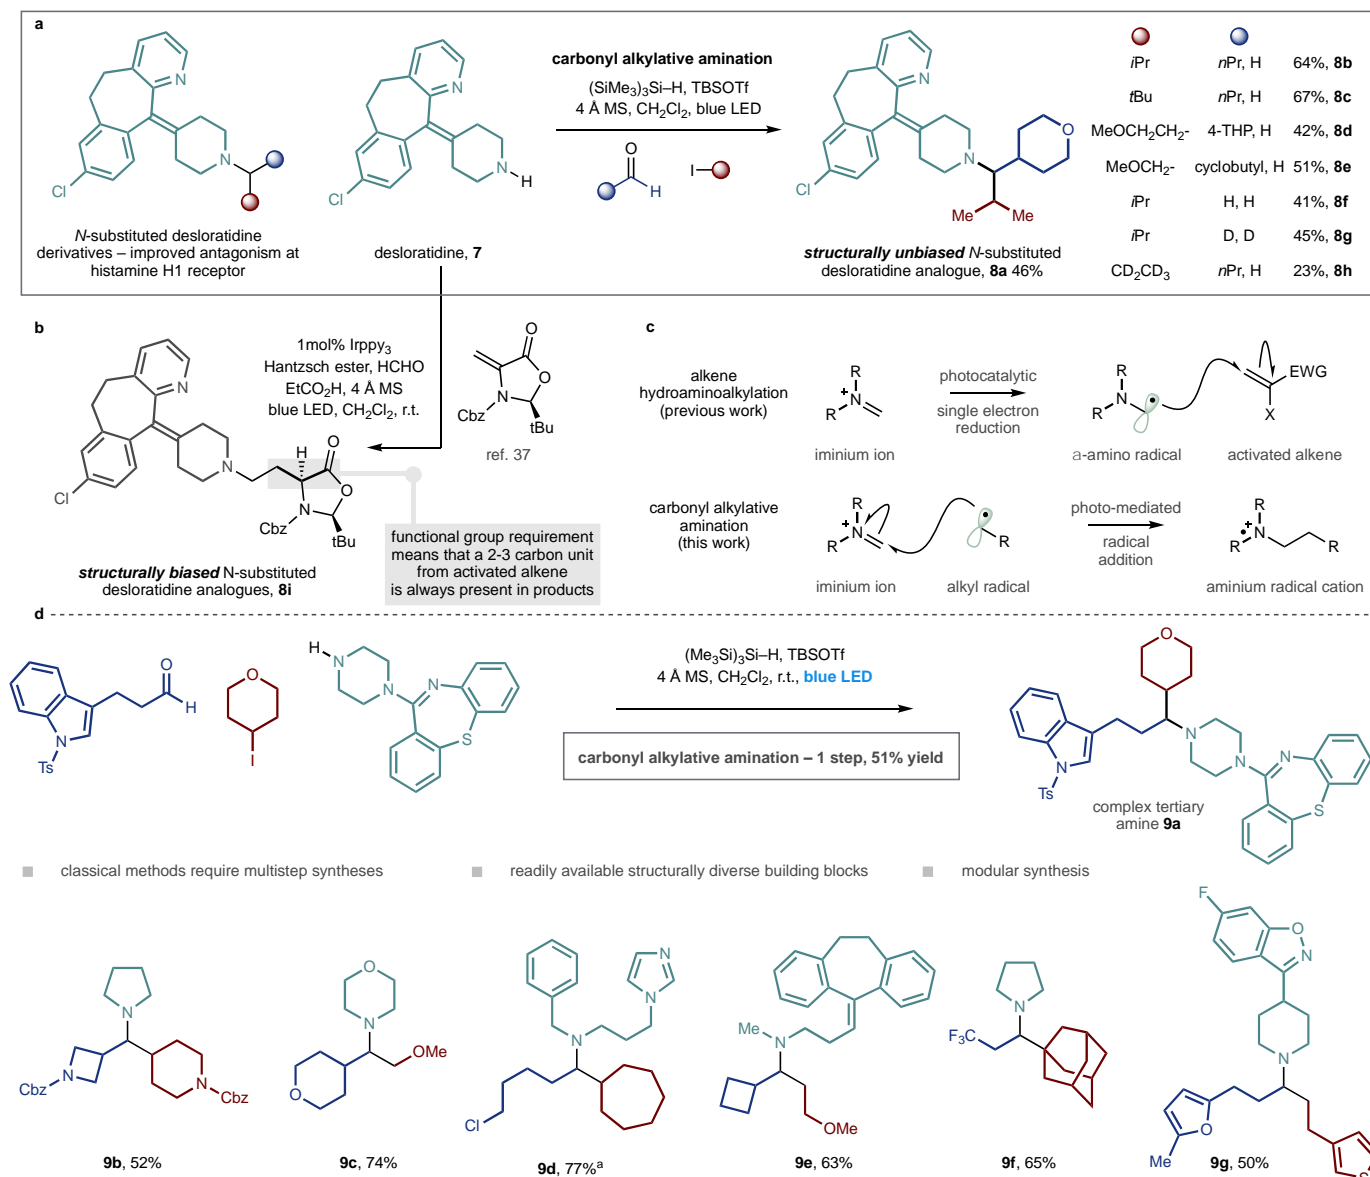 a
N
N
Cl
N-substituted desloratidine
derivatives – improved antagonism at
histamine H1 receptor
N
N
H
Cl
desloratidine, 7
carbonyl alkylative amination
(SiMe3)3Si–H, TBSOTf
4 Å MS, CH2Cl2, blue LED
O
H
I
N
N
O
Cl
Me
Me
structurally unbiased N-substituted
desloratidine analogue, 8a 46%
iPr nPr, H 64%, 8b
tBu nPr, H 67%, 8c
MeOCH2CH2- 4-THP, H 42%, 8d
MeOCH2- cyclobutyl, H 51%, 8e
iPr H, H 41%, 8f
iPr D, D 45%, 8g
CD2CD3 nPr, H 23%, 8h
b
N
N
Cl
H
O
O
N
Cbz
tBu
structurally biased N-substituted
desloratidine analogues, 8i
1mol% Irppy3
Hantzsch ester, HCHO
EtCO2H, 4 Å MS
blue LED, CH2Cl2, r.t.
O
O
N
Cbz
tBu
ref. 37
functional group requirement
means that a 2-3 carbon unit
from activated alkene
is always present in products
c
alkene
hydroaminoalkylation
(previous work)
R
+
N
R
iminium ion
photocatalytic
single electron
reduction
R
N
R
a-amino radical
EWG
X
activated alkene
carbonyl alkylative
amination
(this work)
R
+
N
R
iminium ion
R
alkyl radical
photo-mediated
radical
addition
R
+
N
R
R
aminium radical cation
d
O
H
N
Ts
O
I
H
N
N
N
S
(Me3Si)3Si–H, TBSOTf
4 Å MS, CH2Cl2, r.t., blue LED
carbonyl alkylative amination – 1 step, 51% yield
O
N
Ts
N
N
N
S
complex tertiary
amine 9a
classical methods require multistep syntheses
readily available structurally diverse building blocks
modular synthesis
N
N
Cbz
N
Cbz
9b, 52%
O
N
OMe
O
9c, 74%
N
N
N
Cl
9d, 77%a
Me
N
OMe
9e, 63%
N
F3C
9f, 65%
F
O
N
N
O
Me
S
9g, 50%